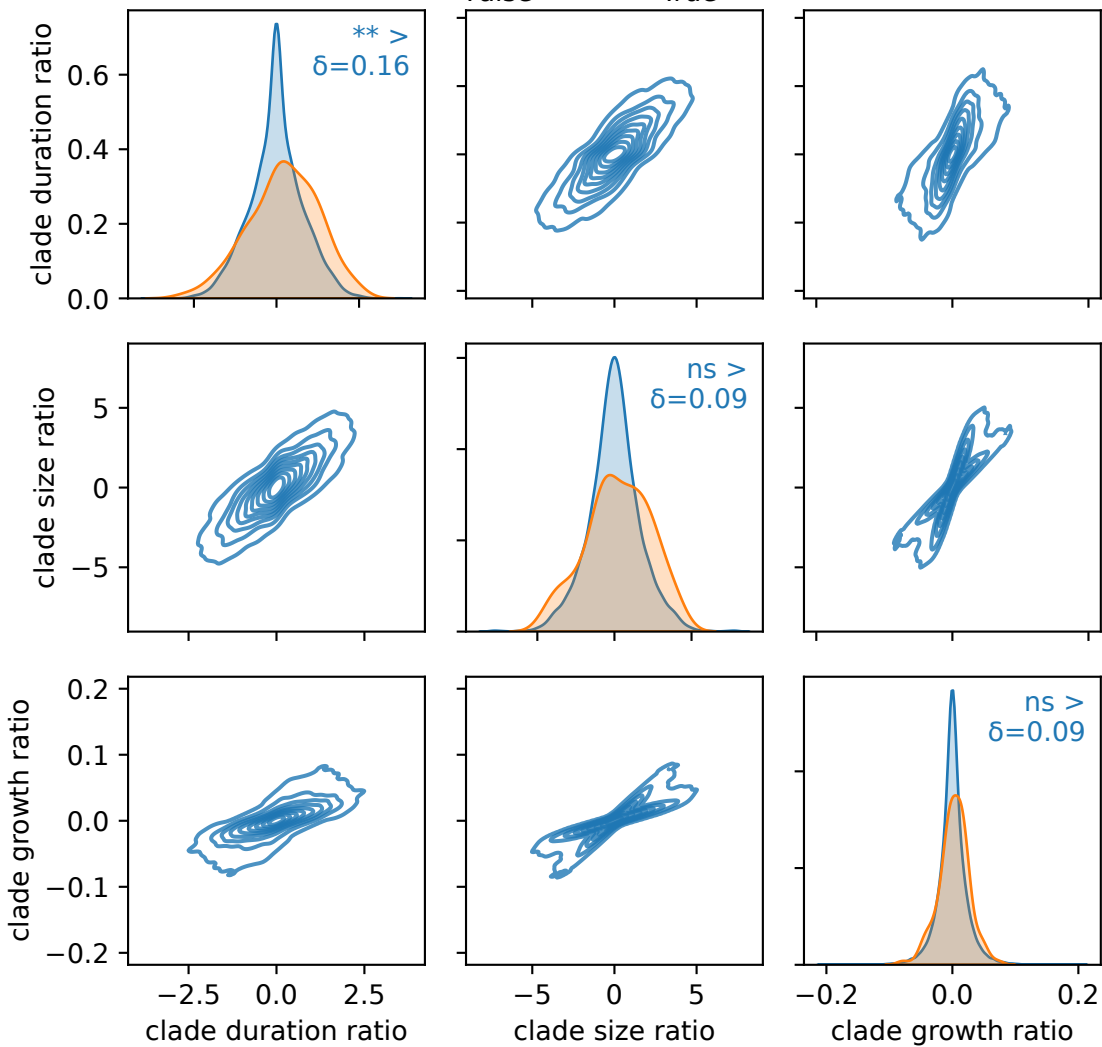 clade duration ratio
0.6
0.4
0.2
0.0
** >
δ=0.16
clade size ratio
5
0
−5
ns >
δ=0.09
clade growth ratio
0.2
0.1
0.0
−0.1
−0.2
ns >
δ=0.09
−2.5 0.0 2.5
clade duration ratio
−5 0 5
clade size ratio
−0.2 0.0 0.2
clade growth ratio